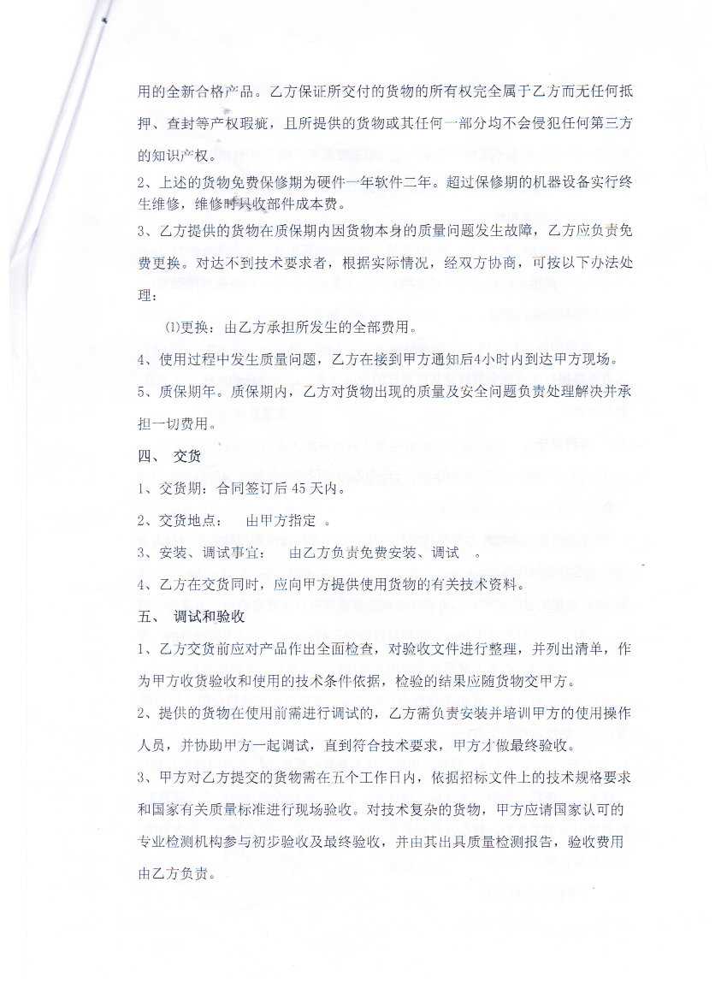 用的全新合格产品。乙方保证所交付的货物的所有权完全属于乙方而无任何抵
押、查封等产权瑕疵，且所提供的货物或其任何一部分均不会侵犯任何第三方
的知识产权。
2、上述的货物免费保修期为硬件一年软件二年。超过保修期的机器设备实行终
生维修，维修时只收部件成本费。
3、乙方提供的货物在质保期内因货物本身的质量问题发生故障，乙方应负责免
费更换。对达不到技术要求者，根据实际情况，经双方协商，可按以下办法处
理：
⑴更换：由乙方承担所发生的全部费用。
4、使用过程中发生质量问题，乙方在接到甲方通知后4小时内到达甲方现场。
5、质保期年。质保期内，乙方对货物出现的质量及安全问题负责处理解决并承
担一切费用。
四、 交货
1、交货期：合同签订后 45 天内。
2、交货地点： 由甲方指定 。
3、安装、调试事宜： 由乙方负责免费安装、调试 。
4、乙方在交货同时，应向甲方提供使用货物的有关技术资料。
五、 调试和验收
1、乙方交货前应对产品作出全面检查，对验收文件进行整理，并列出清单，作
为甲方收货验收和使用的技术条件依据，检验的结果应随货物交甲方。
2、提供的货物在使用前需进行调试的，乙方需负责安装并培训甲方的使用操作
人员，并协助甲方一起调试，直到符合技术要求，甲方才做最终验收。
3、甲方对乙方提交的货物需在五个工作日内，依据招标文件上的技术规格要求
和国家有关质量标准进行现场验收。对技术复杂的货物，甲方应请国家认可的
专业检测机构参与初步验收及最终验收，并由其出具质量检测报告，验收费用
由乙方负责。